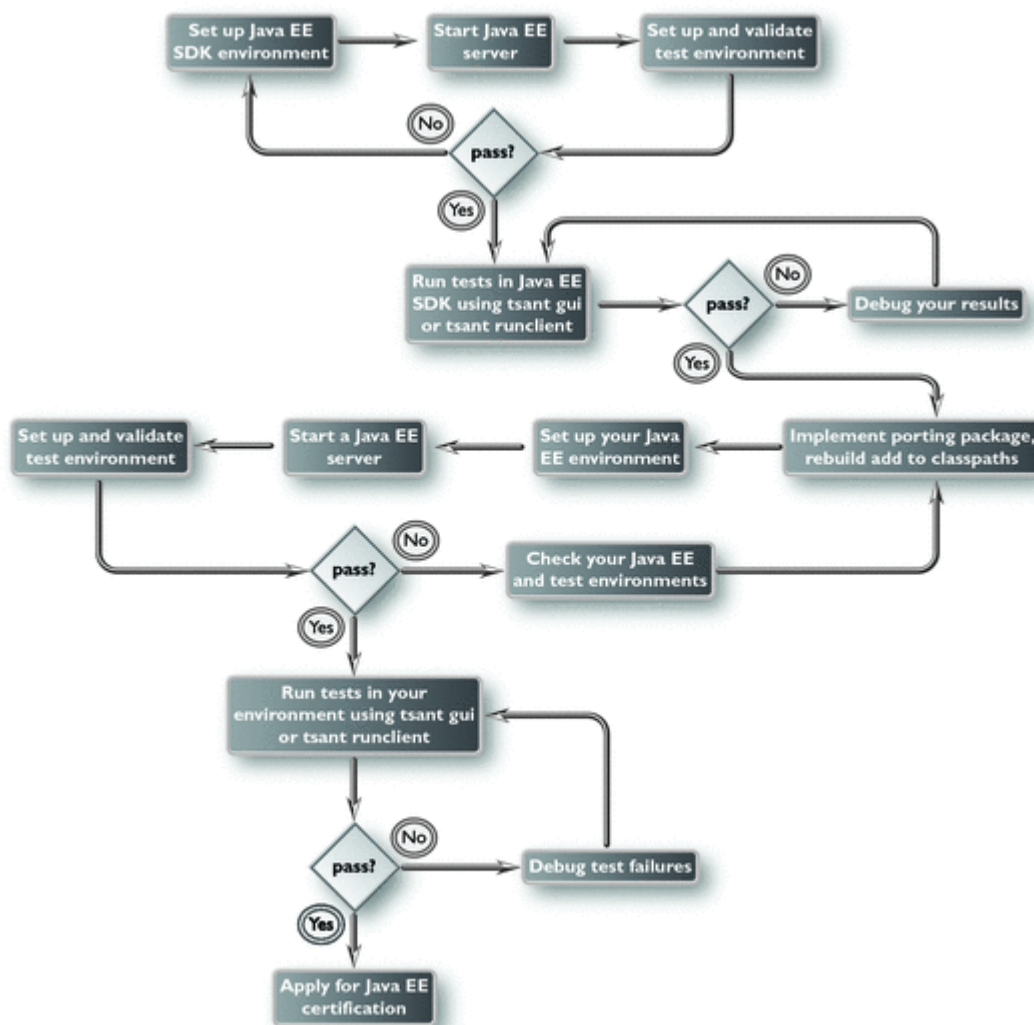 Set up Java EE
SDK environment
Start Java EE
server
Set up and validate
test environment
No
pass?
Yes
Run tests in Java EE
SDK using tsant gui
or tsant runclient
pass?
No
Debug your results
Yes
Set up and validate
test environment
Start a Java EE
server
Set up your Java
EE environment
Implement porting package,
rebuild add to classpaths
pass?
No
Check your Java EE
and test environments
Yes
Run tests in your
environment using tsant gui
or tsant runclient
pass?
No
Debug test failures
Yes
Apply for Java EE
certification